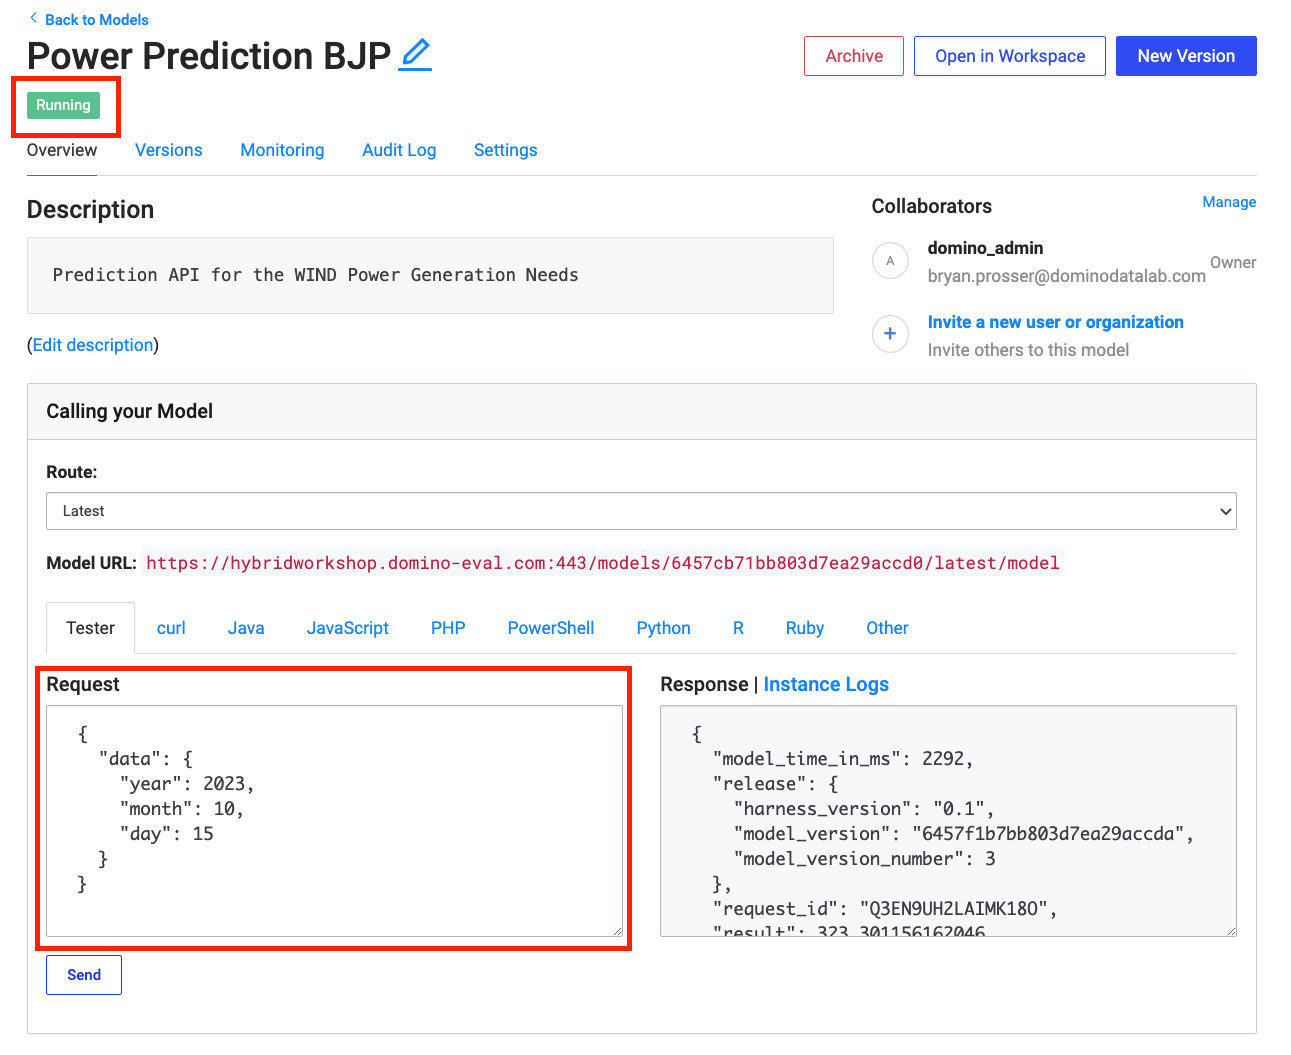 Back to Models
Power Prediction BJP
Archive
Open in Workspace
New Version
Running
Overview
Versions
Monitoring
Audit Log
Settings
Description
Prediction API for the WIND Power Generation Needs
(Edit description)
Collaborators
Manage
A
domino_admin
bryan.prosser@dominodatalab.com
Owner
+
Invite a new user or organization
Invite others to this model
Calling your Model
Route:
Latest
Model URL: https://hybridworkshop.domino-eval.com:443/models/6457cb71bb803d7ea29accd0/latest/model
Tester
curl
Java
JavaScript
PHP
PowerShell
Python
R
Ruby
Other
Request
{
"data": {
"year": 2023,
"month": 10,
"day": 15
}
}
Response | Instance Logs
{
"model_time_in_ms": 2292,
"release": {
"harness_version": "0.1",
"model_version": "6457f1b7bb803d7ea29accda",
"model_version_number": 3
},
"request_id": "Q3EN9UH2LAIMK18O",
"result": 323.301156162046
Send